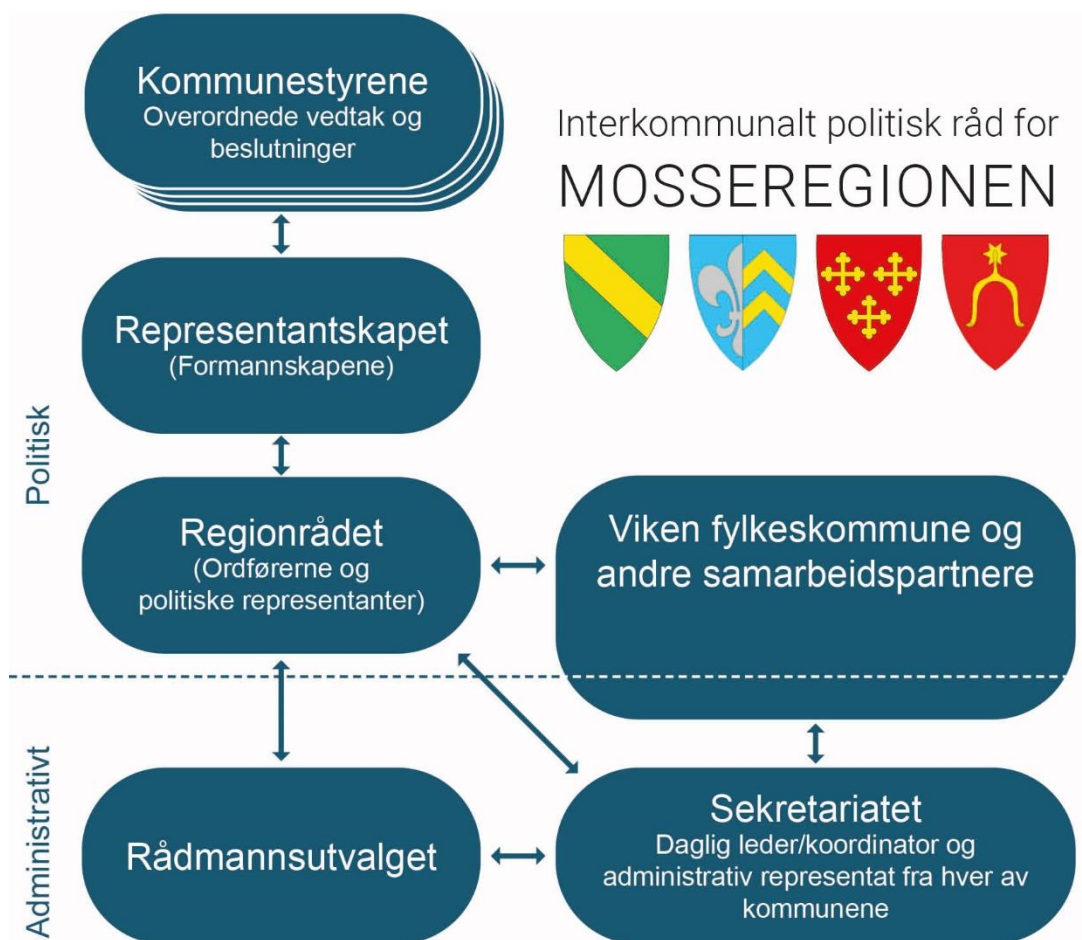 Kommunestyrene
Overordnede vedtak og
beslutninger
Interkommunalt politisk råd for
MOSSEREGIONEN
Representantskapet
(Formannskapene)
Politisk
Regionrådet
(Ordførerne og
politiske representanter)
Viken fylkeskommune og
andre samarbeidspartnere
Administrativt
Rådmannsutvalget
Sekretariatet
Daglig leder/koordinator og
administrativ representat fra hver av
kommunene